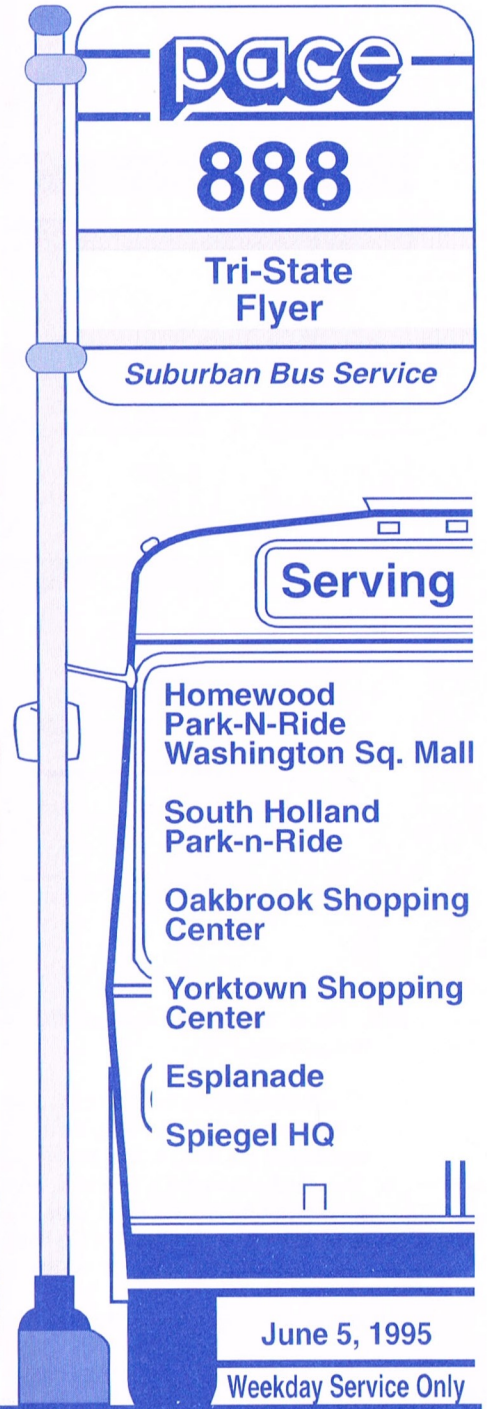 pace
888
Tri-State
Flyer
Suburban Bus Service
Serving
Homewood
Park-N-Ride
Washington Sq. Mall
South Holland
Park-n-Ride
Oakbrook Shopping
Center
Yorktown Shopping
Center
Esplanade
Spiegel HQ
June 5, 1995
Weekday Service Only